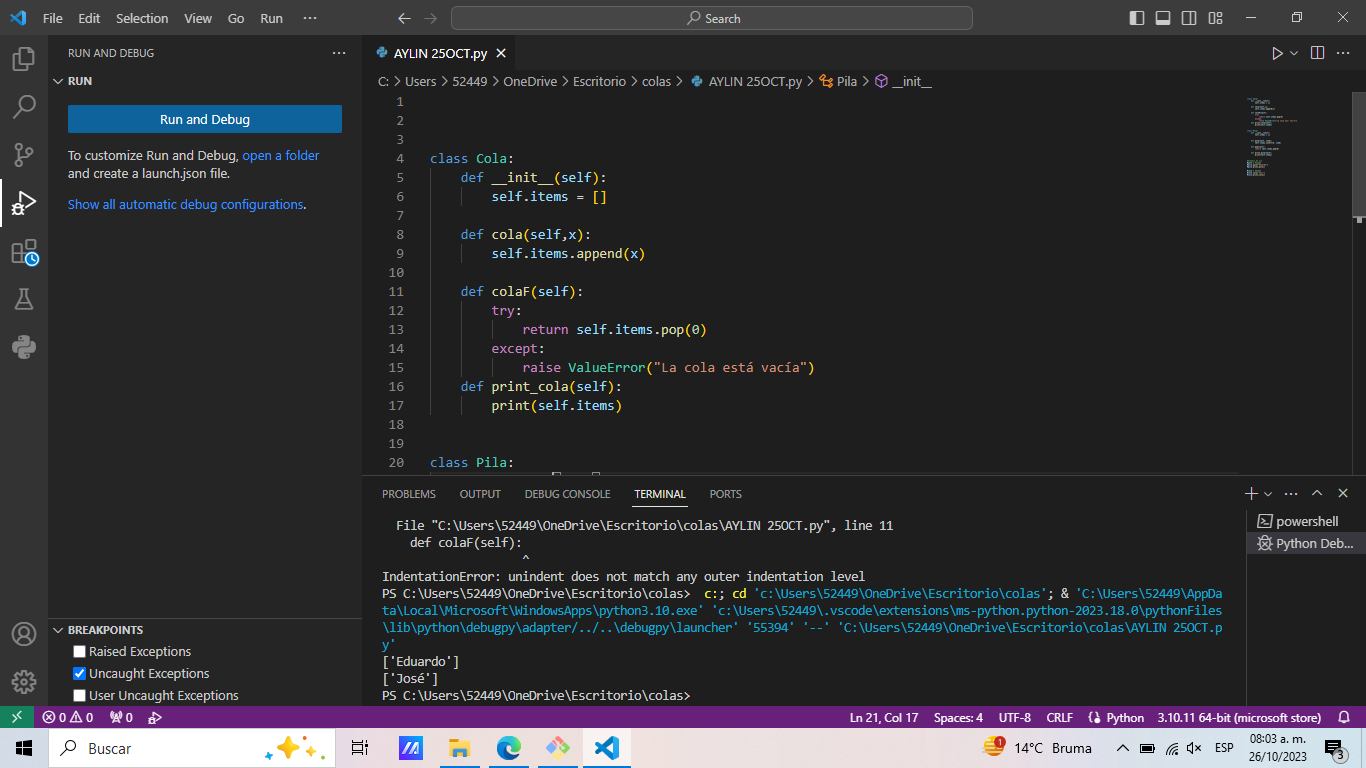 File Edit Selection View Go Run ··· Search
RUN AND DEBUG ···
RUN
Run and Debug
To customize Run and Debug, open a folder
and create a launch.json file.
Show all automatic debug configurations.
BREAKPOINTS
Raised Exceptions
Uncaught Exceptions
User Uncaught Exceptions
AYLIN 25OCT.py
C: > Users > 52449 > OneDrive > Escritorio > colas > AYLIN 25OCT.py > Pila > __init__
1
2
3
4 class Cola:
5 def __init__(self):
6 self.items = []
7
8 def cola(self,x):
9 self.items.append(x)
10
11 def colaF(self):
12 try:
13 return self.items.pop(0)
14 except:
15 raise ValueError("La cola está vacía")
16 def print_cola(self):
17 print(self.items)
18
19
20 class Pila:
PROBLEMS OUTPUT DEBUG CONSOLE TERMINAL PORTS
File "C:\Users\52449\OneDrive\Escritorio\colas\AYLIN 25OCT.py", line 11
def colaF(self):
^
IndentationError: unindent does not match any outer indentation level
PS C:\Users\52449\OneDrive\Escritorio\colas> c:; cd 'c:\Users\52449\OneDrive\Escritorio\colas'; & 'C:\Users\52449\AppDa
ta\Local\Microsoft\WindowsApps\python3.10.exe' 'c:\Users\52449\.vscode\extensions\ms-python.python-2023.18.0\pythonFiles
\lib\python\debugpy\adapter/../..\debugpy\launcher' '55394' '--' 'C:\Users\52449\OneDrive\Escritorio\colas\AYLIN 25OCT.p
y'
['Eduardo']
['José']
PS C:\Users\52449\OneDrive\Escritorio\colas>
powershell
Python Deb...
0 0 0 Ln 21, Col 17 Spaces: 4 UTF-8 CRLF Python 3.10.11 64-bit (microsoft store)
Buscar 1 14°C Bruma ESP 08:03 a. m.
26/10/2023 3